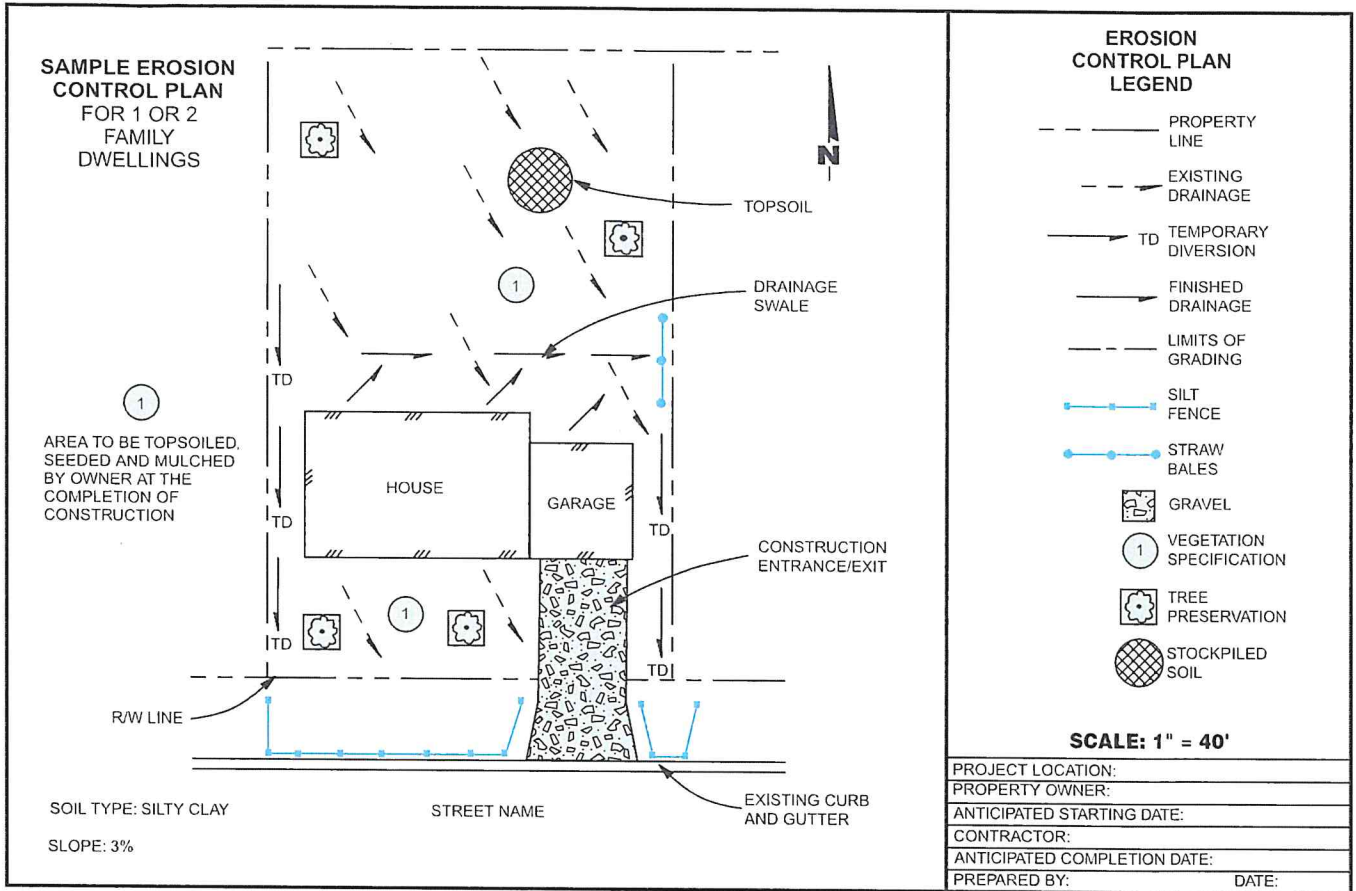 SAMPLE EROSION
CONTROL PLAN
FOR 1 OR 2
FAMILY
DWELLINGS
N
TOPSOIL
1
DRAINAGE
SWALE
TD
1
AREA TO BE TOPSOILED,
SEEDED AND MULCHED
BY OWNER AT THE
COMPLETION OF
CONSTRUCTION
HOUSE
GARAGE
TD
TD
CONSTRUCTION
ENTRANCE/EXIT
1
TD
TD
R/W LINE
SOIL TYPE: SILTY CLAY
SLOPE: 3%
STREET NAME
EXISTING CURB
AND GUTTER
EROSION
CONTROL PLAN
LEGEND
PROPERTY
LINE
EXISTING
DRAINAGE
TD TEMPORARY
DIVERSION
FINISHED
DRAINAGE
LIMITS OF
GRADING
SILT
FENCE
STRAW
BALES
GRAVEL
1 VEGETATION
SPECIFICATION
TREE
PRESERVATION
STOCKPILED
SOIL
SCALE: 1" = 40'
PROJECT LOCATION:
PROPERTY OWNER:
ANTICIPATED STARTING DATE:
CONTRACTOR:
ANTICIPATED COMPLETION DATE:
PREPARED BY: DATE: